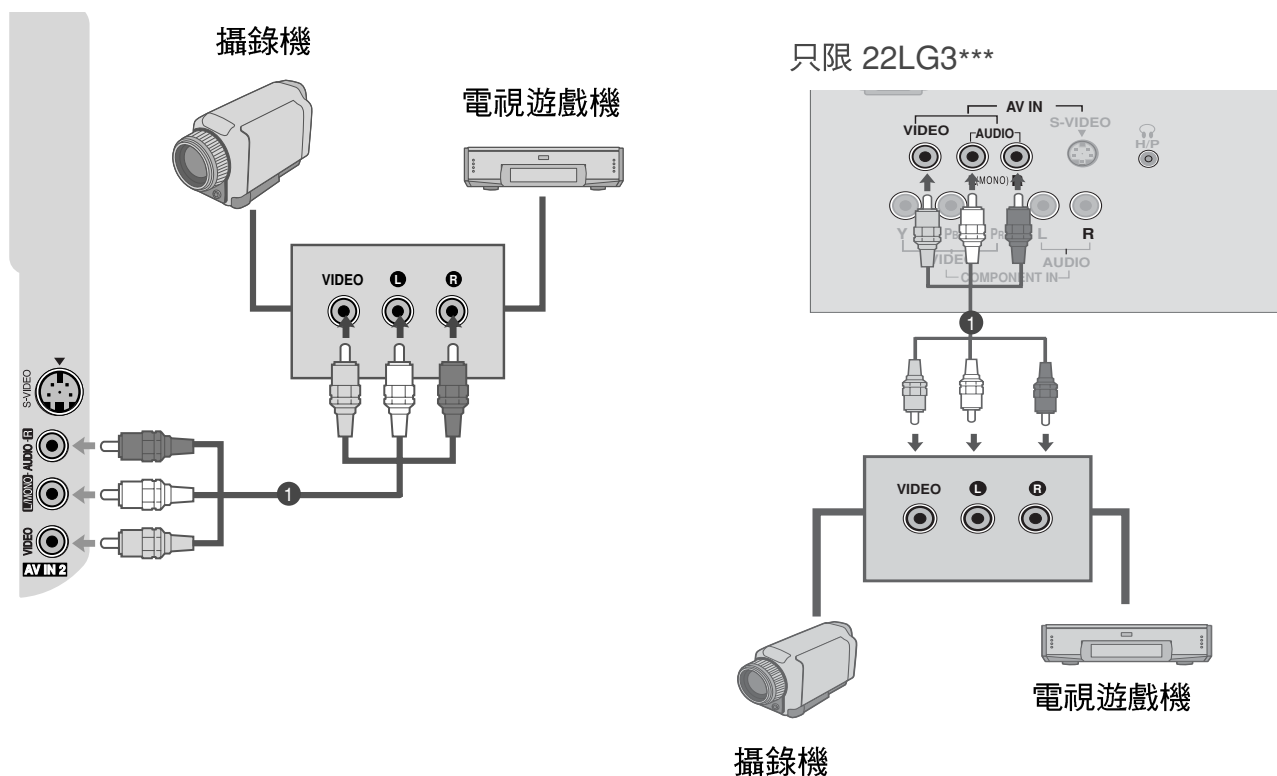 攝錄機
電視遊戲機
VIDEO L R
S-VIDEO
L/MONO AUDIO R
VIDEO
AV IN 2
1
只限 22LG3***
AV IN
VIDEO AUDIO S-VIDEO
H/P
(MONO)
Y PB PR L R
VIDEO AUDIO
COMPONENT IN
1
VIDEO L R
電視遊戲機
攝錄機